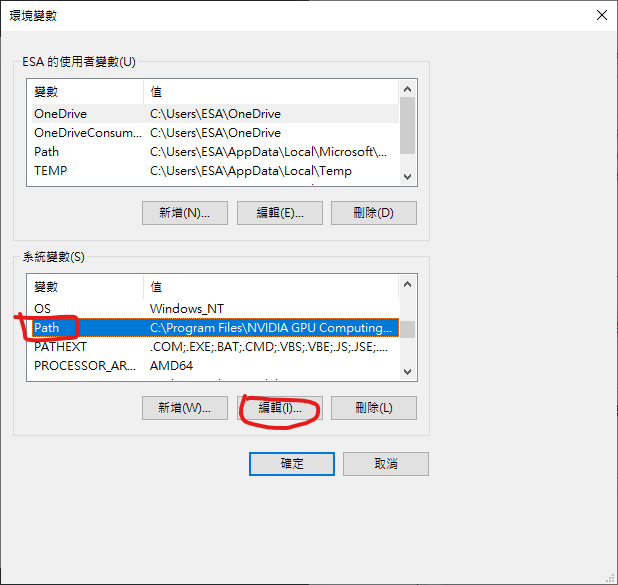 環境變數
ESA 的使用者變數(U)
變數 值
OneDrive C:\Users\ESA\OneDrive
OneDriveConsum... C:\Users\ESA\OneDrive
Path C:\Users\ESA\AppData\Local\Microsoft\...
TEMP C:\Users\ESA\AppData\Local\Temp
新增(N)... 編輯(E)... 刪除(D)
系統變數(S)
變數 值
OS Windows_NT
Path C:\Program Files\NVIDIA GPU Computing...
PATHEXT .COM;.EXE;.BAT;.CMD;.VBS;.VBE;.JS;.JSE;....
PROCESSOR_AR... AMD64
新增(W)... 編輯(I)... 刪除(L)
確定 取消